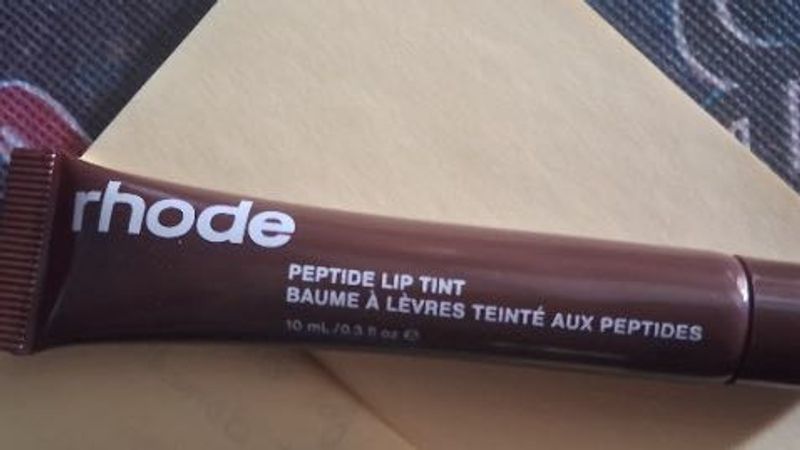 rhode
PEPTIDE LIP TINT
BAUME À LÈVRES TEINTÉ AUX PEPTIDES
10 mL / 0.3 fl oz ℮